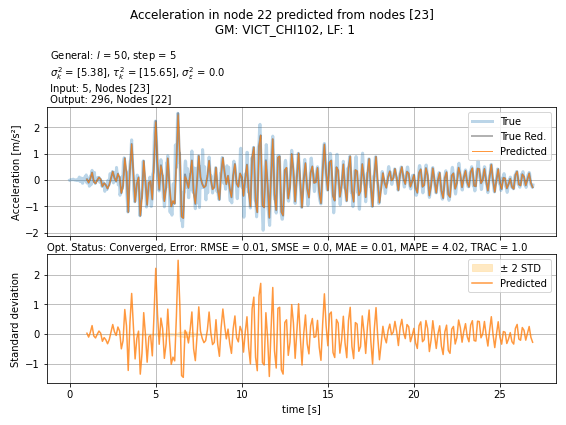 Acceleration in node 22 predicted from nodes [23]
GM: VICT_CHI102, LF: 1
General: l = 50, step = 5
σ²ₖ = [5.38], τ²ₖ = [15.65], σ²ε = 0.0
Input: 5, Nodes [23]
Output: 296, Nodes [22]
True
True Red.
Predicted
Acceleration [m/s²]
2
1
0
−1
−2
Opt. Status: Converged, Error: RMSE = 0.01, SMSE = 0.0, MAE = 0.01, MAPE = 4.02, TRAC = 1.0
± 2 STD
Predicted
Standard deviation
2
1
0
−1
0 5 10 15 20 25
time [s]